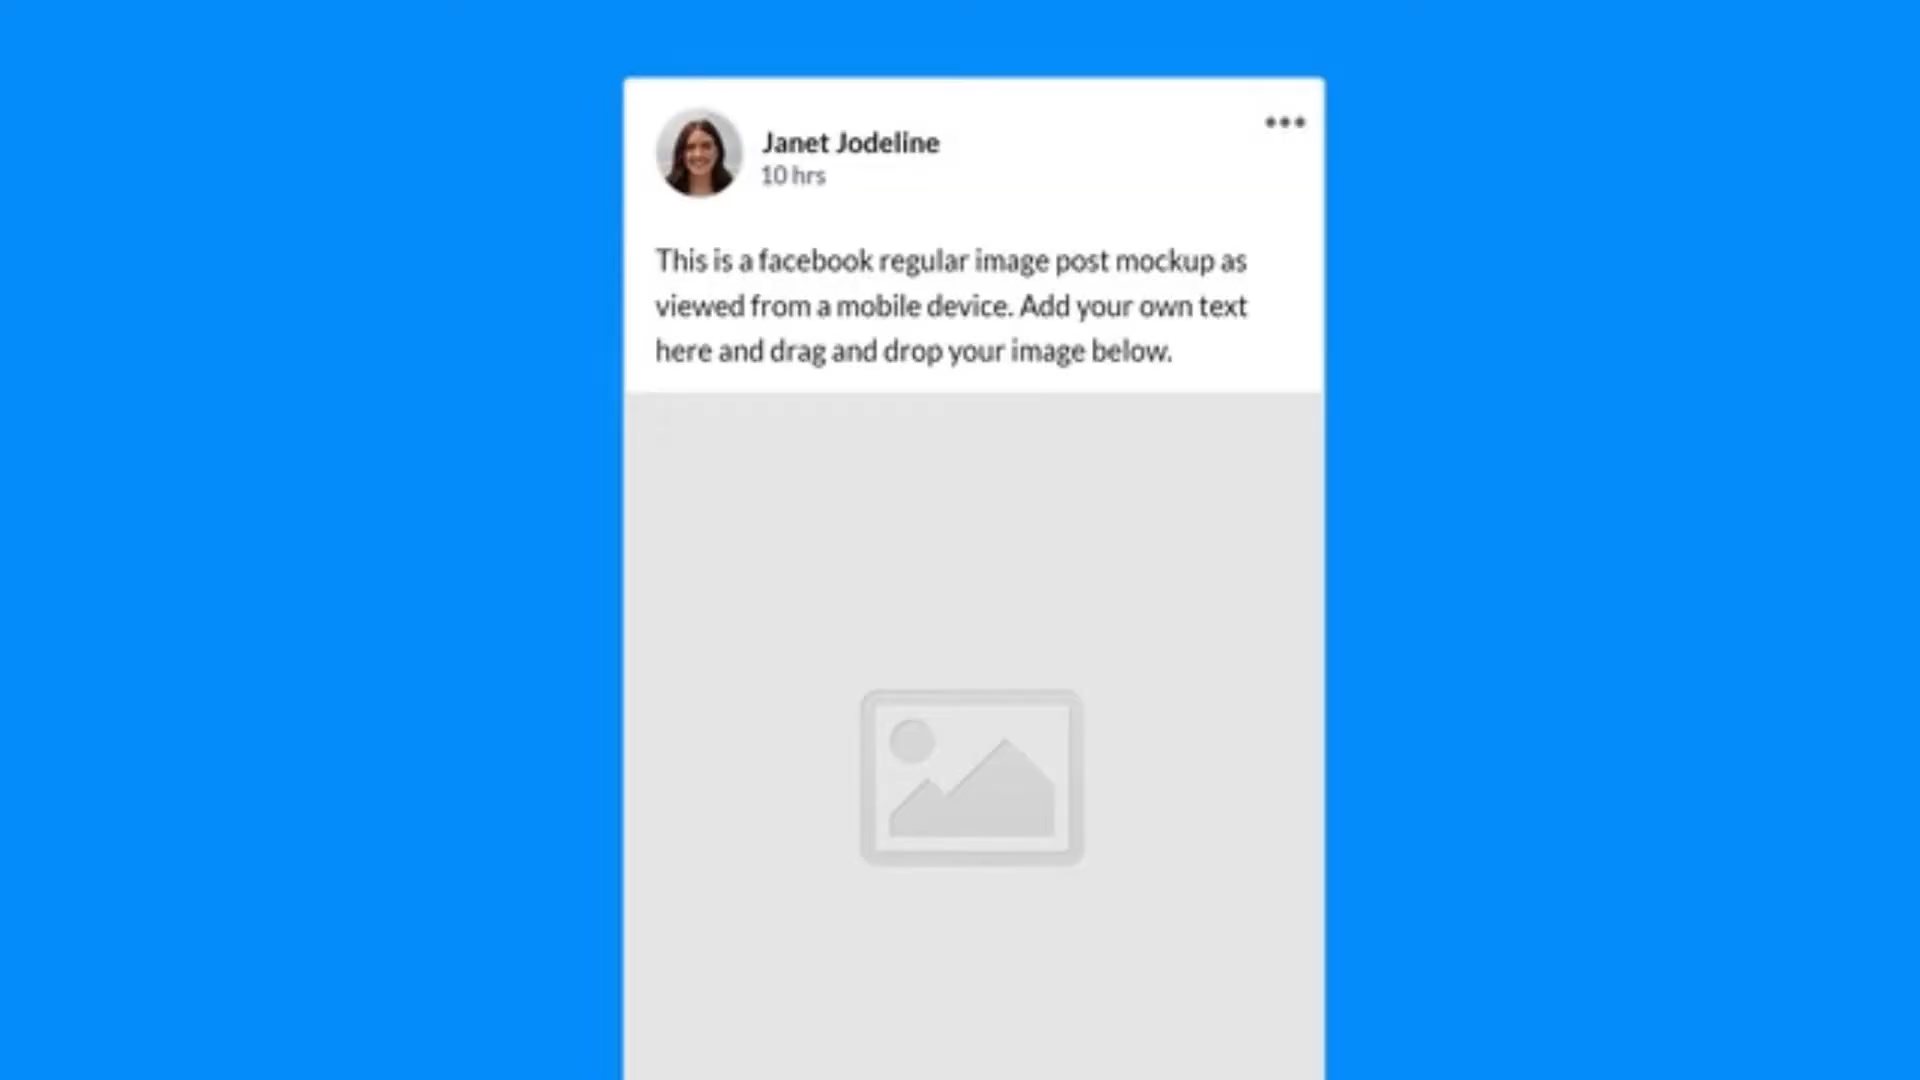 Janet Jodeline
10 hrs
This is a facebook regular image post mockup as
viewed from a mobile device. Add your own text
here and drag and drop your image below.